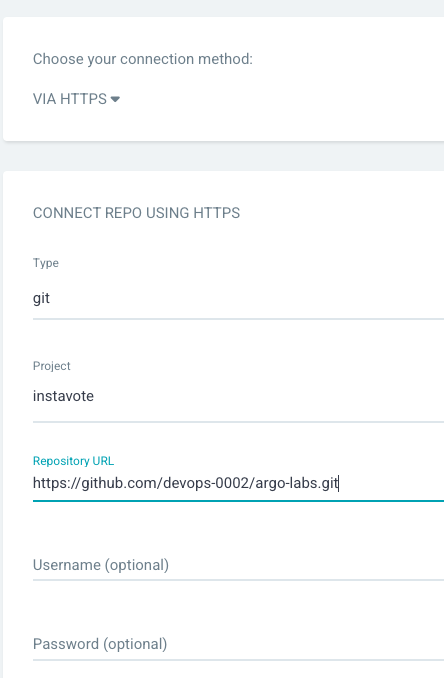 Choose your connection method:
VIA HTTPS
CONNECT REPO USING HTTPS
Type
git
Project
instavote
Repository URL
https://github.com/devops-0002/argo-labs.git
Username (optional)
Password (optional)